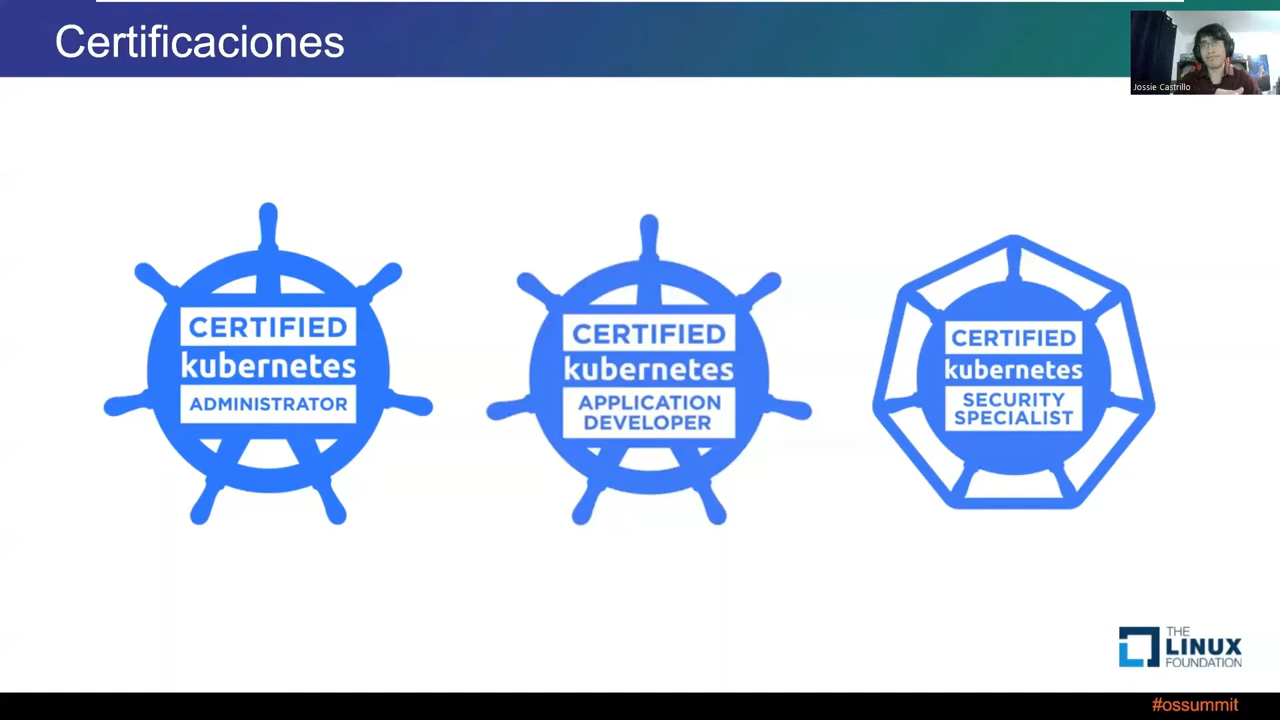 Certificaciones
Jossie Castrillo
CERTIFIED
kubernetes
ADMINISTRATOR
CERTIFIED
kubernetes
APPLICATION
DEVELOPER
CERTIFIED
kubernetes
SECURITY
SPECIALIST
THE
LINUX
FOUNDATION
#ossummit